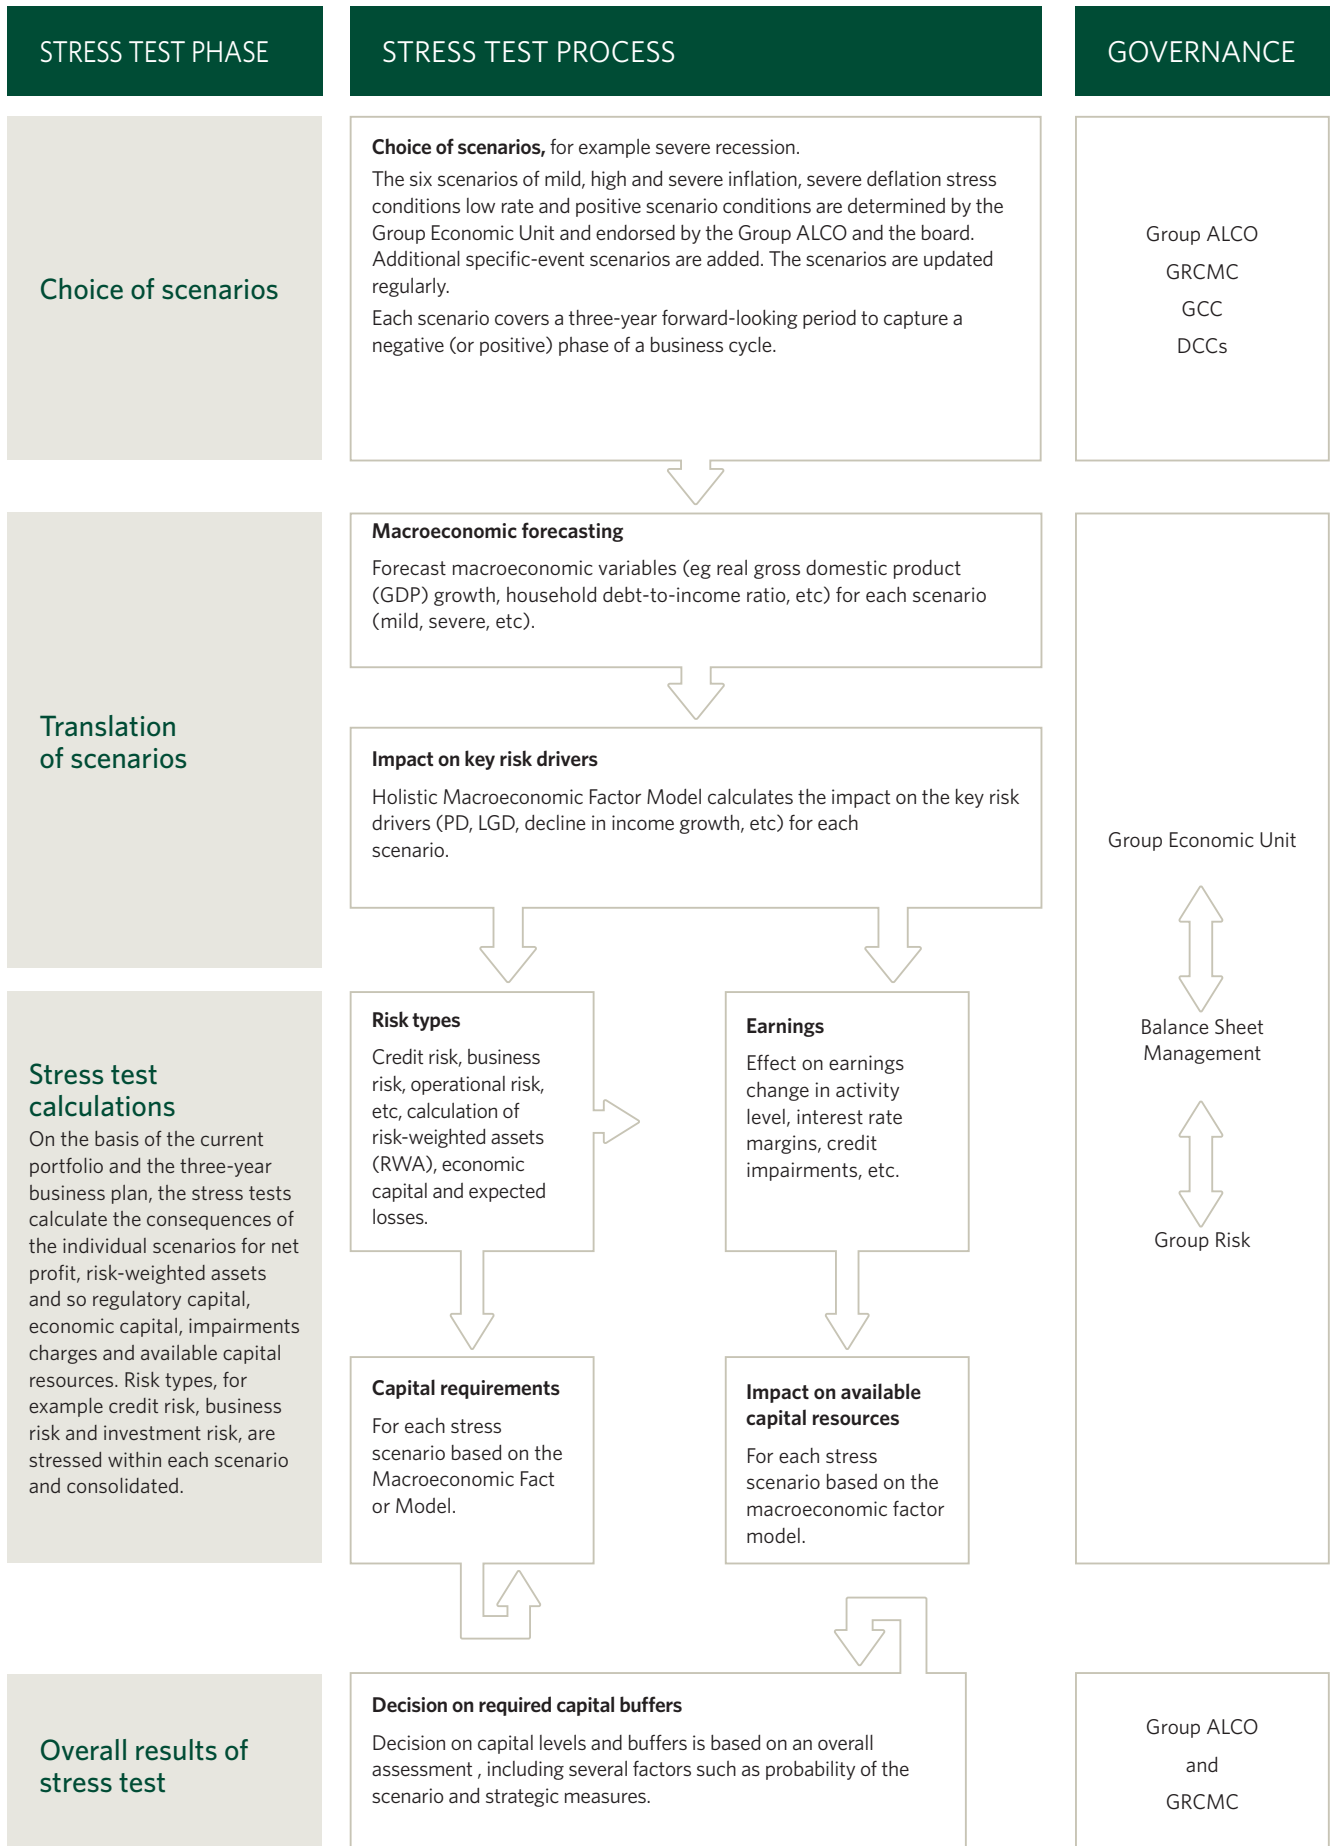 STRESS TEST PHASE
STRESS TEST PROCESS
GOVERNANCE
Choice of scenarios
Choice of scenarios, for example severe recession.
The six scenarios of mild, high and severe inflation, severe deflation stress
conditions low rate and positive scenario conditions are determined by the
Group Economic Unit and endorsed by the Group ALCO and the board.
Additional specific-event scenarios are added. The scenarios are updated
regularly.
Each scenario covers a three-year forward-looking period to capture a
negative (or positive) phase of a business cycle.
Group ALCO
GRCMC
GCC
DCCs
Translation
of scenarios
Macroeconomic forecasting
Forecast macroeconomic variables (eg real gross domestic product
(GDP) growth, household debt-to-income ratio, etc) for each scenario
(mild, severe, etc).
Impact on key risk drivers
Holistic Macroeconomic Factor Model calculates the impact on the key risk
drivers (PD, LGD, decline in income growth, etc) for each
scenario.
Group Economic Unit
Balance Sheet
Management
Group Risk
Stress test
calculations
On the basis of the current
portfolio and the three-year
business plan, the stress tests
calculate the consequences of
the individual scenarios for net
profit, risk-weighted assets
and so regulatory capital,
economic capital, impairments
charges and available capital
resources. Risk types, for
example credit risk, business
risk and investment risk, are
stressed within each scenario
and consolidated.
Risk types
Credit risk, business
risk, operational risk,
etc, calculation of
risk-weighted assets
(RWA), economic
capital and expected
losses.
Earnings
Effect on earnings
change in activity
level, interest rate
margins, credit
impairments, etc.
Capital requirements
For each stress
scenario based on the
Macroeconomic Fact
or Model.
Impact on available
capital resources
For each stress
scenario based on the
macroeconomic factor
model.
Overall results of
stress test
Decision on required capital buffers
Decision on capital levels and buffers is based on an overall
assessment , including several factors such as probability of the
scenario and strategic measures.
Group ALCO
and
GRCMC